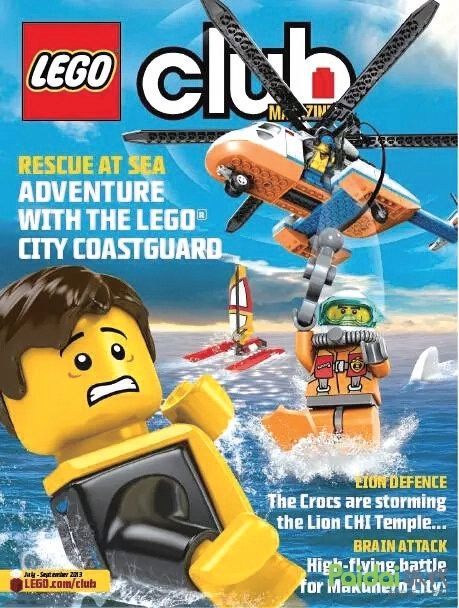 LEGO
club
MAGAZINE
RESCUE AT SEA
ADVENTURE
WITH THE LEGO®
CITY COASTGUARD
LION DEFENCE
The Crocs are storming
the Lion CHI Temple...
BRAIN ATTACK
High-flying battle
for Makuhero City!
July - September 2013
LEGO.com/club